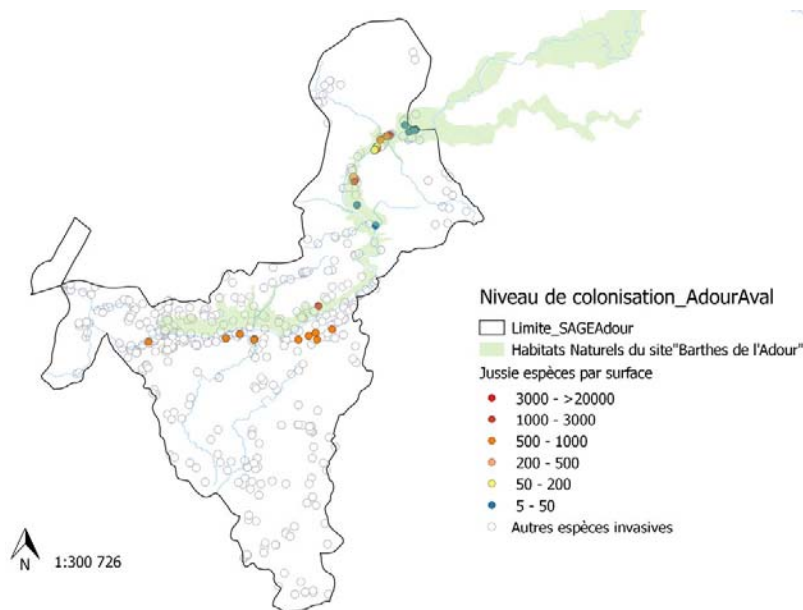 Niveau de colonisation_AdourAval
Limite_SAGEAdour
Habitats Naturels du site"Barthes de l'Adour"
Jussie espèces par surface
3000 - >20000
1000 - 3000
500 - 1000
200 - 500
50 - 200
5 - 50
Autres espèces invasives
N
1:300 726